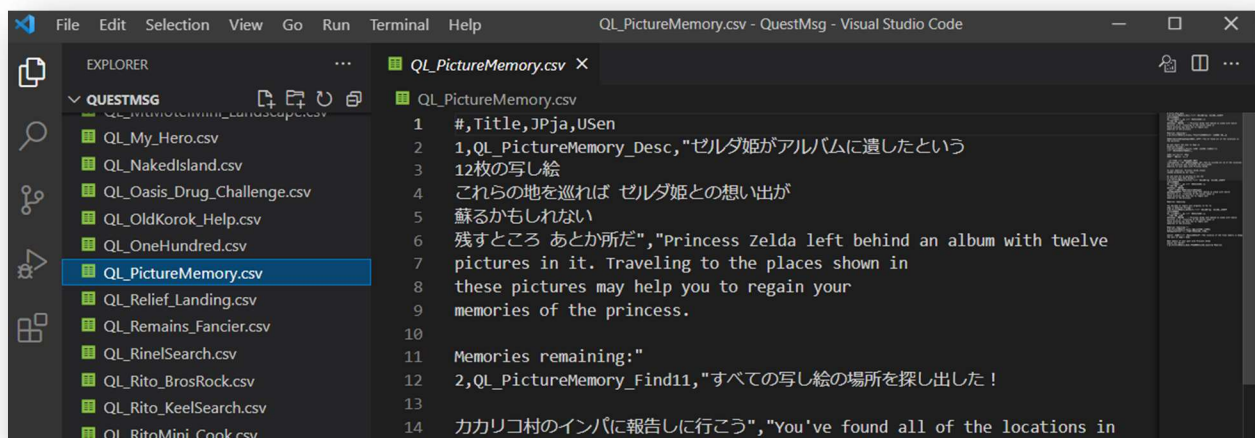 File Edit Selection View Go Run Terminal Help QL_PictureMemory.csv - QuestMsg - Visual Studio Code
EXPLORER
QUESTMSG
QL_My_Hero.csv
QL_NakedIsland.csv
QL_Oasis_Drug_Challenge.csv
QL_OldKorok_Help.csv
QL_OneHundred.csv
QL_PictureMemory.csv
QL_Relief_Landing.csv
QL_Remains_Fancier.csv
QL_RinelSearch.csv
QL_Rito_BrosRock.csv
QL_Rito_KeelSearch.csv
QL_RitoMini_Cook.csv
QL_PictureMemory.csv
QL_PictureMemory.csv
1 #,Title,JPja,USen
2 1,QL_PictureMemory_Desc,"ゼルダ姫がアルバムに遺したという
3 12枚の写し絵
4 これらの地を巡れば ゼルダ姫との想い出が
5 蘇るかもしれない
6 残すところ あとか所だ","Princess Zelda left behind an album with twelve
7 pictures in it. Traveling to the places shown in
8 these pictures may help you to regain your
9 memories of the princess.
10
11 Memories remaining:"
12 2,QL_PictureMemory_Find11,"すべての写し絵の場所を探し出した！
13
14 カカリコ村のインパに報告しに行こう","You've found all of the locations in